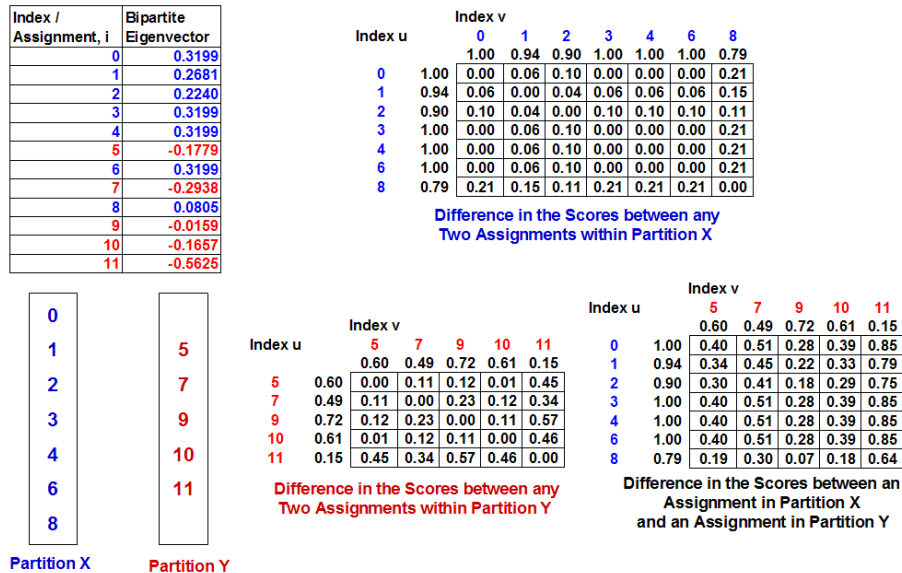 Index / Bipartite
Assignment, i Eigenvector
0 0.3199
1 0.2681
2 0.2240
3 0.3199
4 0.3199
5 -0.1779
6 0.3199
7 -0.2938
8 0.0805
9 -0.0159
10 -0.1657
11 -0.5625
Index v
Index u 0 1 2 3 4 6 8
1.00 0.94 0.90 1.00 1.00 1.00 0.79
0 1.00 0.00 0.06 0.10 0.00 0.00 0.00 0.21
1 0.94 0.06 0.00 0.04 0.06 0.06 0.06 0.15
2 0.90 0.10 0.04 0.00 0.10 0.10 0.10 0.11
3 1.00 0.00 0.06 0.10 0.00 0.00 0.00 0.21
4 1.00 0.00 0.06 0.10 0.00 0.00 0.00 0.21
6 1.00 0.00 0.06 0.10 0.00 0.00 0.00 0.21
8 0.79 0.21 0.15 0.11 0.21 0.21 0.21 0.00
Difference in the Scores between any
Two Assignments within Partition X
0
1
2
3
4
6
8
Partition X
5
7
9
10
11
Partition Y
Index v
Index u 5 7 9 10 11
0.60 0.49 0.72 0.61 0.15
5 0.60 0.00 0.11 0.12 0.01 0.45
7 0.49 0.11 0.00 0.23 0.12 0.34
9 0.72 0.12 0.23 0.00 0.11 0.57
10 0.61 0.01 0.12 0.11 0.00 0.46
11 0.15 0.45 0.34 0.57 0.46 0.00
Difference in the Scores between any
Two Assignments within Partition Y
Index v
Index u 5 7 9 10 11
0.60 0.49 0.72 0.61 0.15
0 1.00 0.40 0.51 0.28 0.39 0.85
1 0.94 0.34 0.45 0.22 0.33 0.79
2 0.90 0.30 0.41 0.18 0.29 0.75
3 1.00 0.40 0.51 0.28 0.39 0.85
4 1.00 0.40 0.51 0.28 0.39 0.85
6 1.00 0.40 0.51 0.28 0.39 0.85
8 0.79 0.19 0.30 0.07 0.18 0.64
Difference in the Scores between an
Assignment in Partition X
and an Assignment in Partition Y